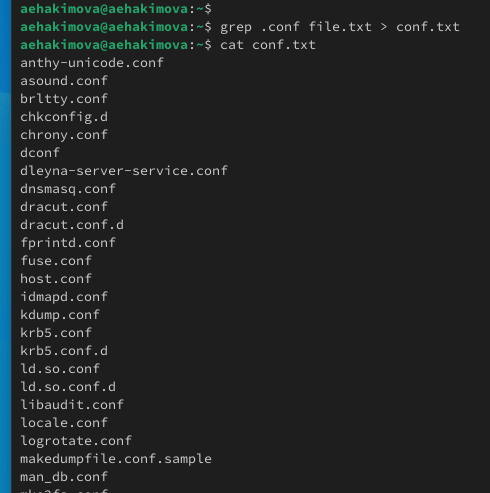 aehakimova@aehakimova:~$
aehakimova@aehakimova:~$ grep .conf file.txt > conf.txt
aehakimova@aehakimova:~$ cat conf.txt
anthy-unicode.conf
asound.conf
brltty.conf
chkconfig.d
chrony.conf
dconf
dleyna-server-service.conf
dnsmasq.conf
dracut.conf
dracut.conf.d
fprintd.conf
fuse.conf
host.conf
idmapd.conf
kdump.conf
krb5.conf
krb5.conf.d
ld.so.conf
ld.so.conf.d
libaudit.conf
locale.conf
logrotate.conf
makedumpfile.conf.sample
man_db.conf